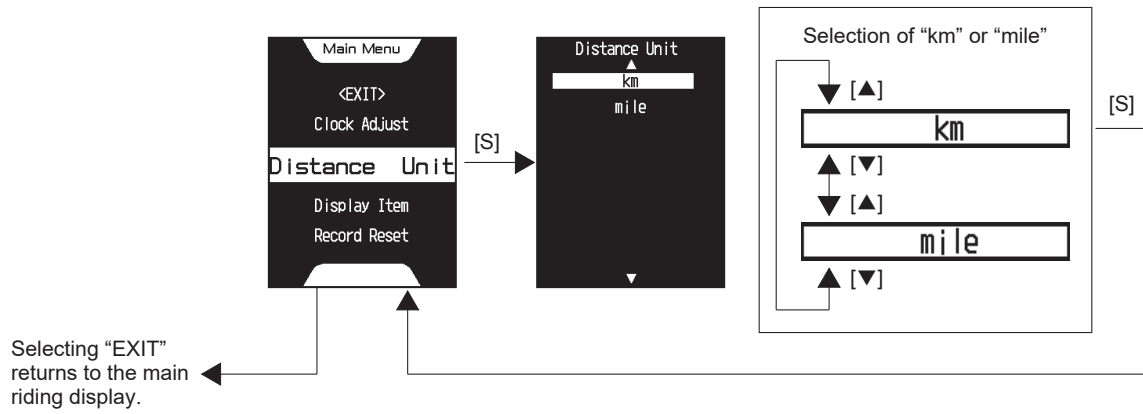 Main Menu
<EXIT>
Clock Adjust
Distance Unit
Display Item
Record Reset
[S]
Distance Unit
▲
km
mile
▼
Selection of “km” or “mile”
[▲]
km
[▼]
[▲]
mile
[▼]
[S]
Selecting “EXIT”
returns to the main
riding display.